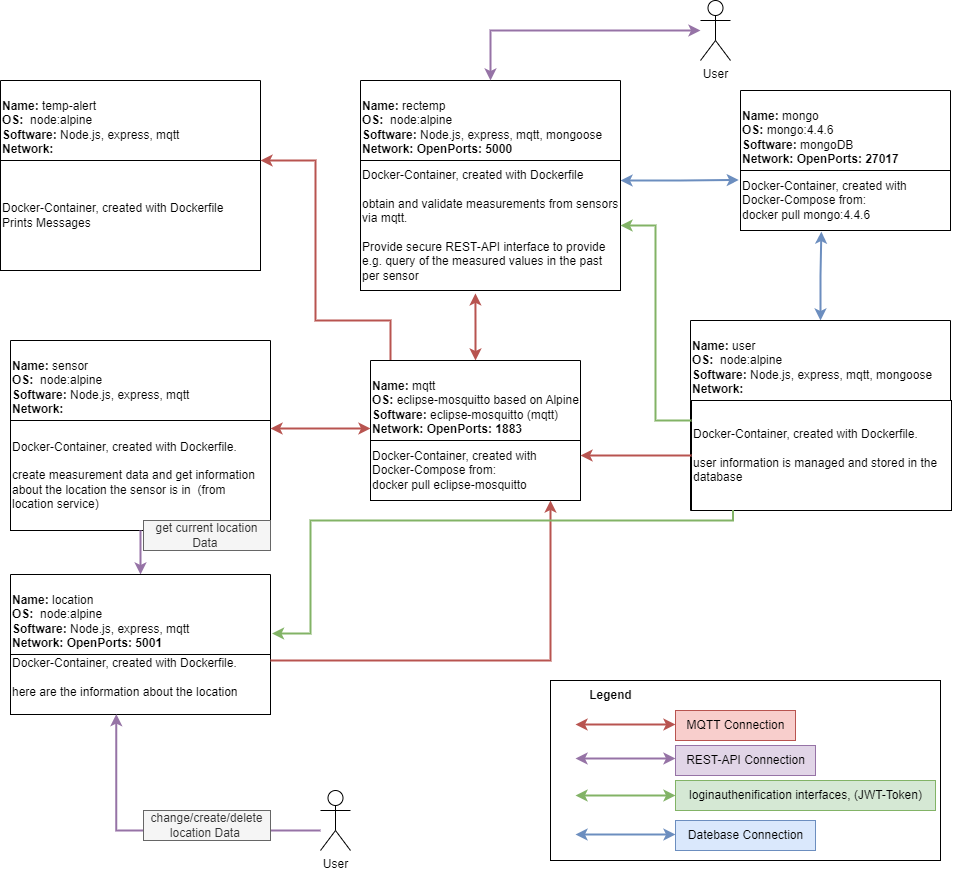 User
Name: temp-alert
OS:  node:alpine
Software: Node.js, express, mqtt
Network:
Docker-Container, created with Dockerfile
Prints Messages
Name: rectemp
OS:  node:alpine
Software: Node.js, express, mqtt, mongoose
Network: OpenPorts: 5000
Docker-Container, created with Dockerfile
obtain and validate measurements from sensors
via mqtt.
Provide secure REST-API interface to provide
e.g. query of the measured values in the past
per sensor
Name: mongo
OS: mongo:4.4.6
Software: mongoDB
Network: OpenPorts: 27017
Docker-Container, created with
Docker-Compose from:
docker pull mongo:4.4.6
Name: sensor
OS:  node:alpine
Software: Node.js, express, mqtt
Network:
Docker-Container, created with Dockerfile.
create measurement data and get information
about the location the sensor is in  (from
location service)
get current location
Data
Name: mqtt
OS: eclipse-mosquitto based on Alpine
Software: eclipse-mosquitto (mqtt)
Network: OpenPorts: 1883
Docker-Container, created with
Docker-Compose from:
docker pull eclipse-mosquitto
Name: user
OS:  node:alpine
Software: Node.js, express, mqtt, mongoose
Network:
Docker-Container, created with Dockerfile.
user information is managed and stored in the
database
Name: location
OS:  node:alpine
Software: Node.js, express, mqtt
Network: OpenPorts: 5001
Docker-Container, created with Dockerfile.
here are the information about the location
change/create/delete
location Data
User
Legend
MQTT Connection
REST-API Connection
loginauthenification interfaces, (JWT-Token)
Datebase Connection